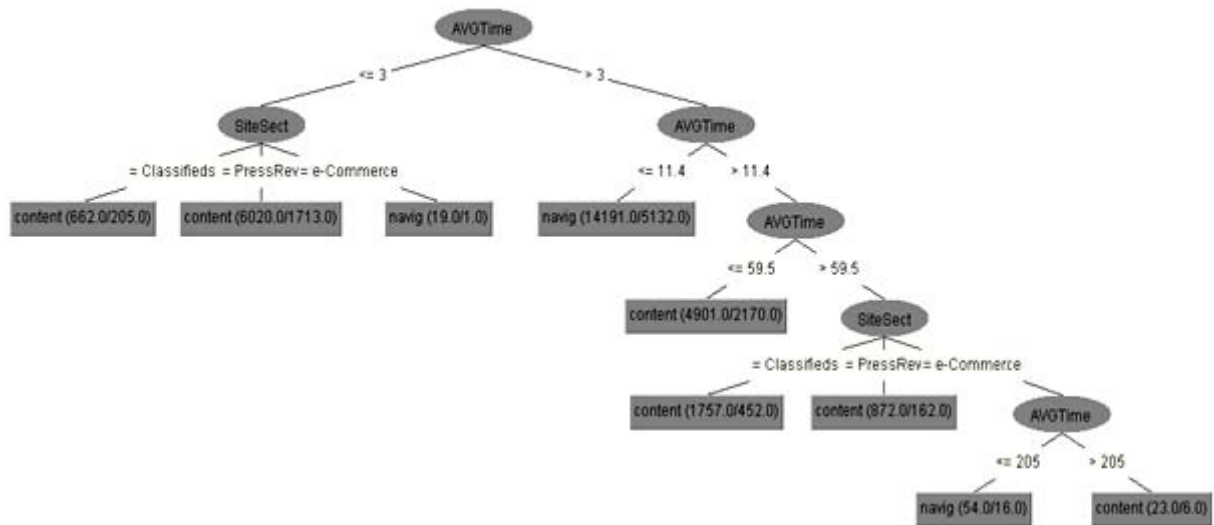 AVGTime
<= 3 > 3
SiteSect AVGTime
= Classifieds = PressRev= e-Commerce <= 11.4 > 11.4
content (662.0/205.0) content (6020.0/1713.0) navig (19.0/1.0) navig (14191.0/5132.0) AVGTime
<= 59.5 > 59.5
content (4901.0/2170.0) SiteSect
= Classifieds = PressRev= e-Commerce
content (1757.0/452.0) content (872.0/162.0) AVGTime
<= 205 > 205
navig (54.0/16.0) content (23.0/6.0)